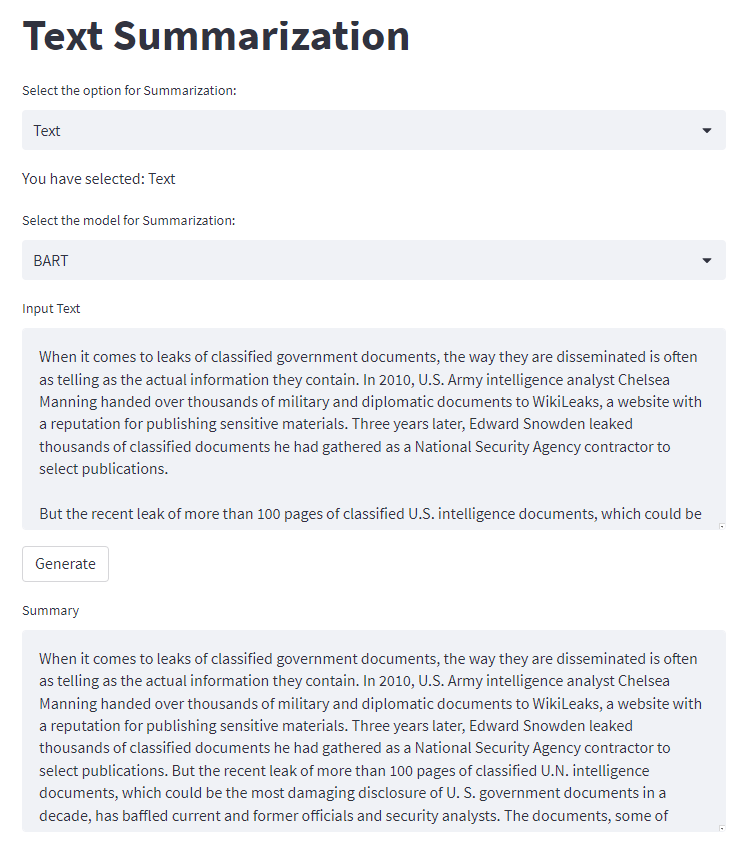 Text Summarization
Select the option for Summarization:
Text
You have selected: Text
Select the model for Summarization:
BART
Input Text
When it comes to leaks of classified government documents, the way they are disseminated is often
as telling as the actual information they contain. In 2010, U.S. Army intelligence analyst Chelsea
Manning handed over thousands of military and diplomatic documents to WikiLeaks, a website with
a reputation for publishing sensitive materials. Three years later, Edward Snowden leaked
thousands of classified documents he had gathered as a National Security Agency contractor to
select publications.
But the recent leak of more than 100 pages of classified U.S. intelligence documents, which could be
Generate
Summary
When it comes to leaks of classified government documents, the way they are disseminated is often
as telling as the actual information they contain. In 2010, U.S. Army intelligence analyst Chelsea
Manning handed over thousands of military and diplomatic documents to WikiLeaks, a website with
a reputation for publishing sensitive materials. Three years later, Edward Snowden leaked
thousands of classified documents he had gathered as a National Security Agency contractor to
select publications. But the recent leak of more than 100 pages of classified U.N. intelligence
documents, which could be the most damaging disclosure of U. S. government documents in a
decade, has baffled current and former officials and security analysts. The documents, some of